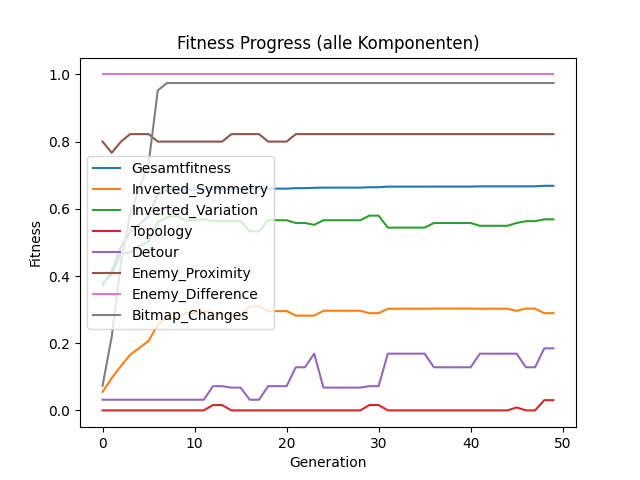 Fitness Progress (alle Komponenten)
1.0
0.8
0.6
0.4
0.2
0.0
Fitness
Gesamtfitness
Inverted_Symmetry
Inverted_Variation
Topology
Detour
Enemy_Proximity
Enemy_Difference
Bitmap_Changes
0 10 20 30 40 50
Generation